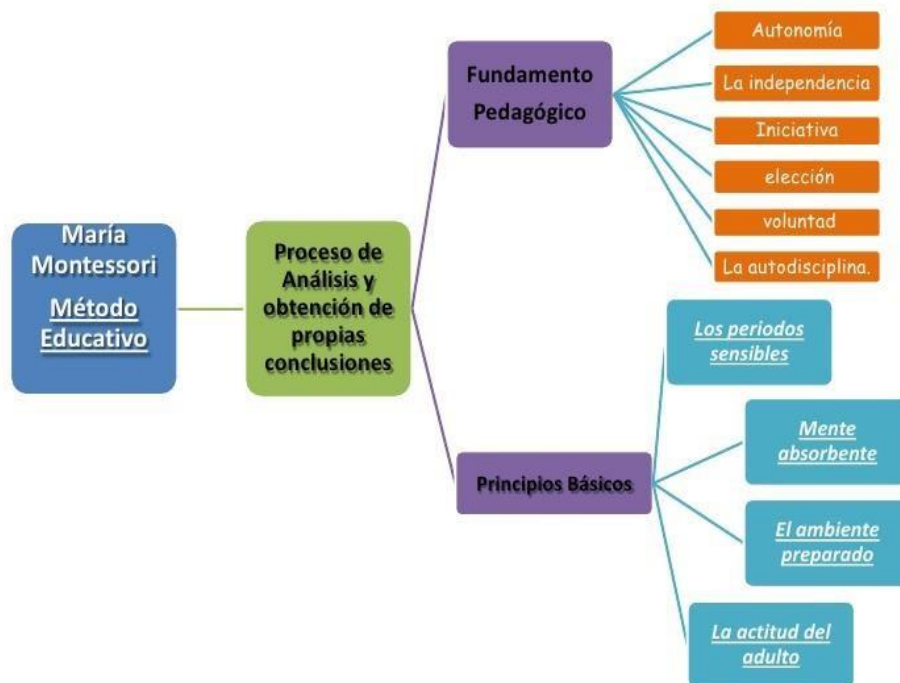 María
Montessori
Método
Educativo
Proceso de
Análisis y
obtención de
propias
conclusiones
Fundamento
Pedagógico
Autonomía
La independencia
Iniciativa
elección
voluntad
La autodisciplina.
Principios Básicos
Los periodos
sensibles
Mente
absorbente
El ambiente
preparado
La actitud del
adulto